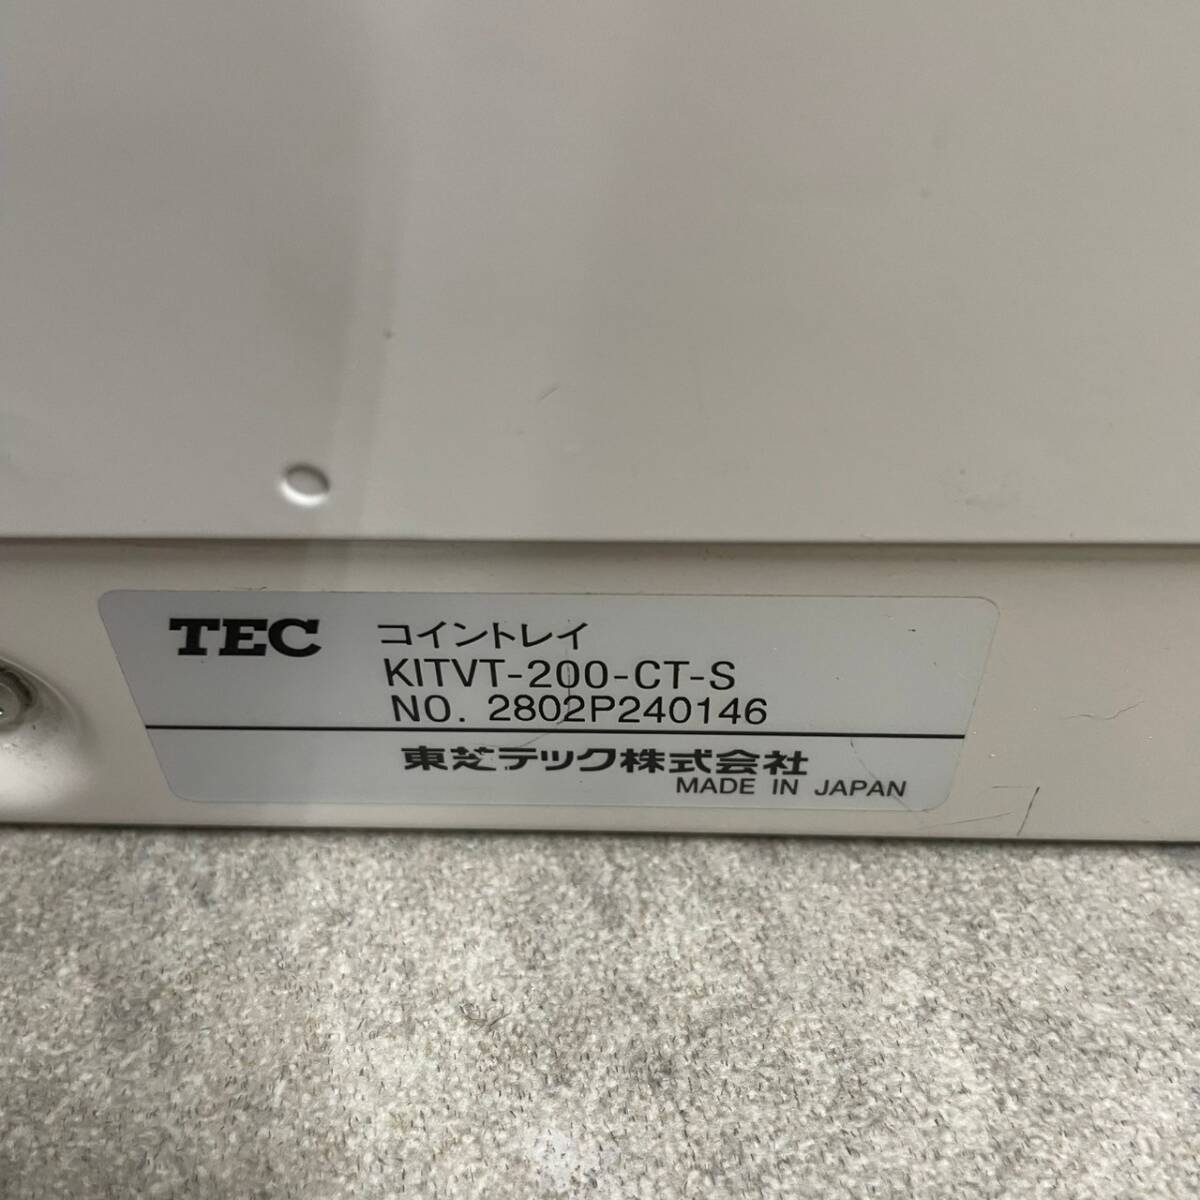 TEC コイントレイ
KITVT-200-CT-S
NO. 2802P240146
東芝テック株式会社
MADE IN JAPAN